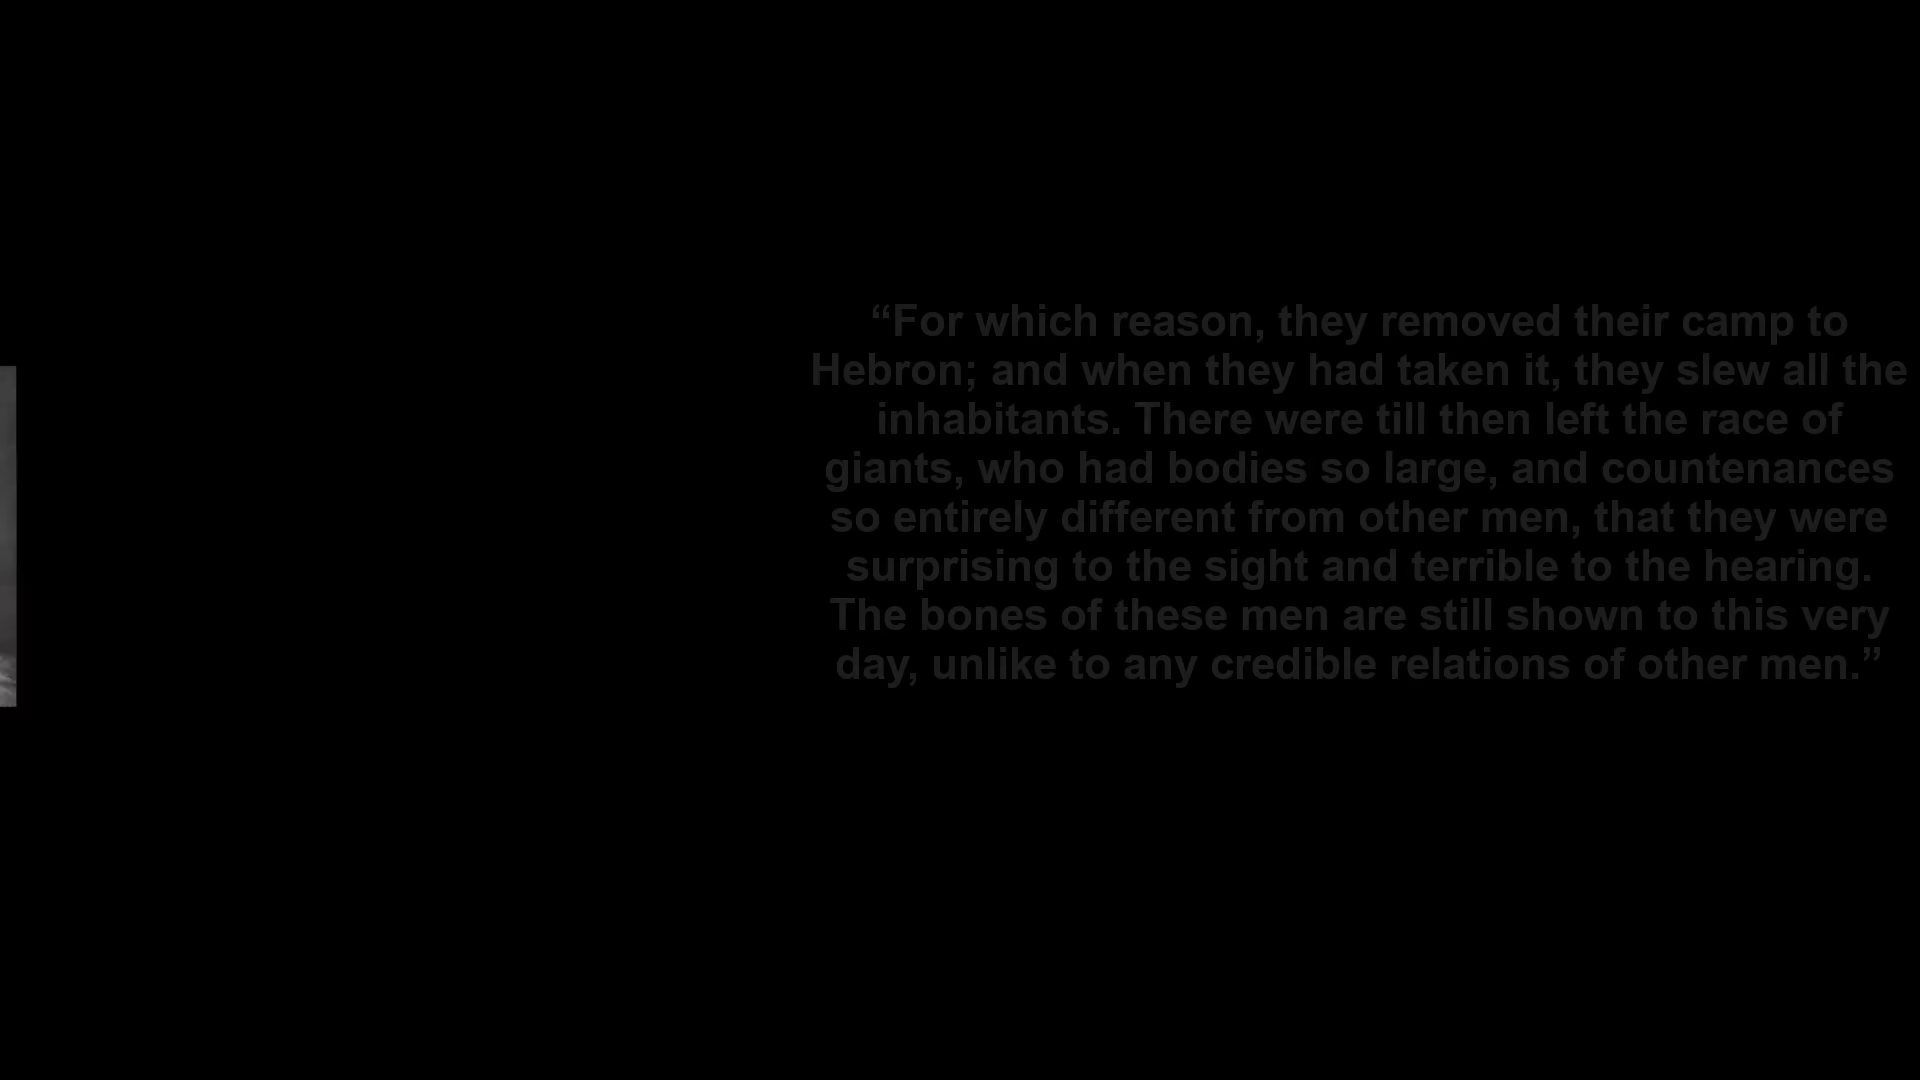 “For which reason, they removed their camp to
Hebron; and when they had taken it, they slew all the
inhabitants. There were till then left the race of
giants, who had bodies so large, and countenances
so entirely different from other men, that they were
surprising to the sight and terrible to the hearing.
The bones of these men are still shown to this very
day, unlike to any credible relations of other men.”